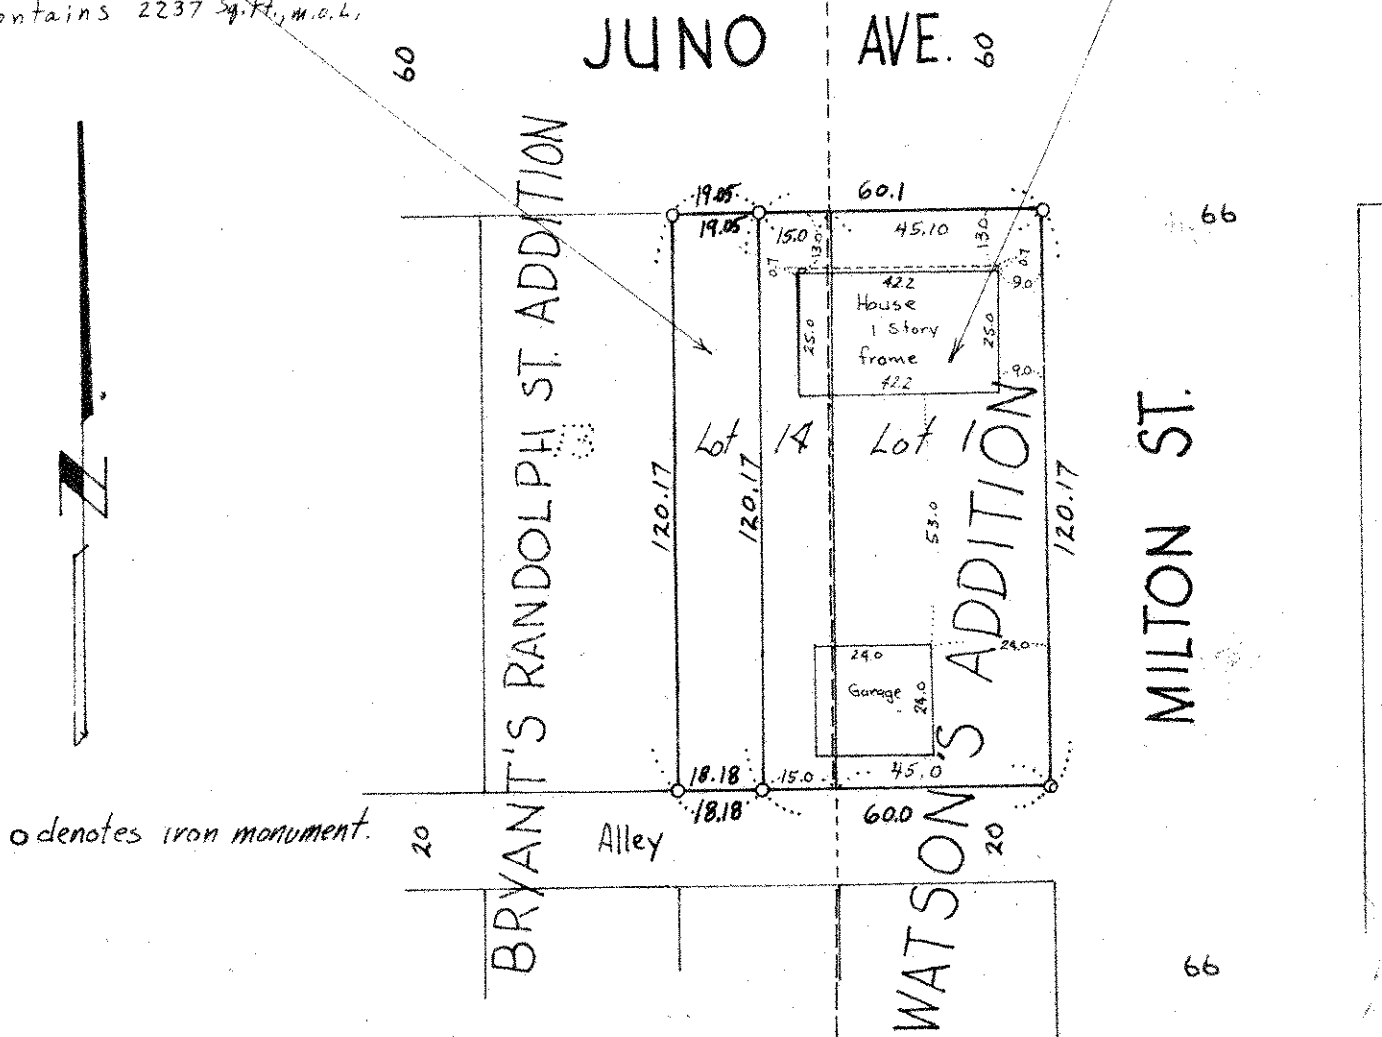 ontains 2237 Sq.Ft., m.o.l.,
JUNO AVE.
60
60
BRYANT'S RANDOLPH ST. ADDITION
19.05
60.1
19.05
15.0
45.10
13.0
13.0
0.7
0.7
9.0
42.2
House
1 Story
frame
42.2
25.0
25.0
9.0
66
Z
13
Lot 14
Lot 1
120.17
120.17
120.17
53.0
WATSON'S ADDITION
MILTON ST.
24.0
24.0
Garage
24.0
18.18
15.0
45.0
18.18
60.0
o denotes iron monument.
20
Alley
20
66